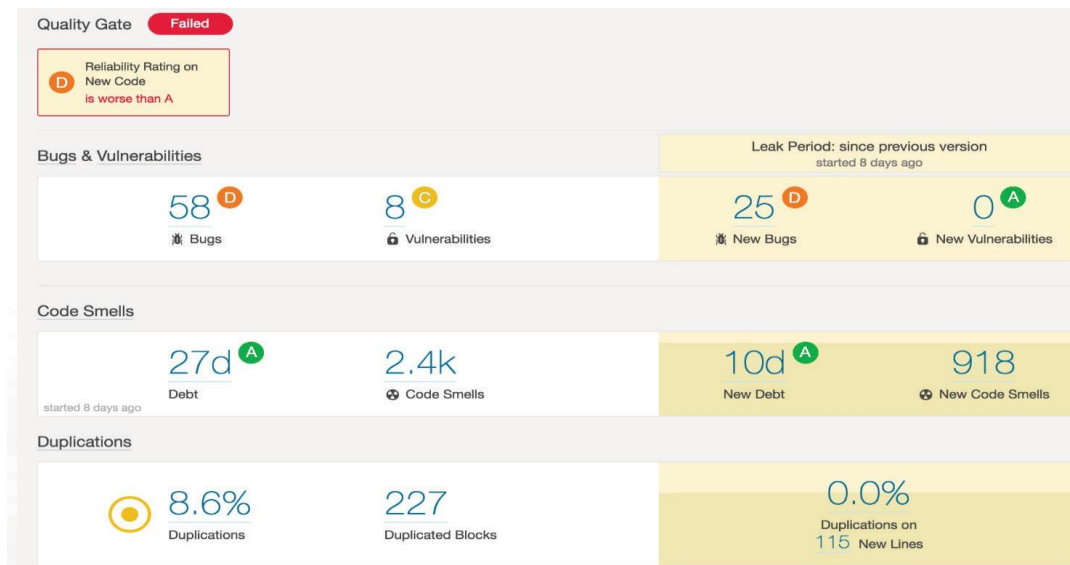 Quality Gate Failed
D
Reliability Rating on
New Code
is worse than A
Bugs & Vulnerabilities
Leak Period: since previous version
started 8 days ago
58 D 8 C 25 D 0 A
Bugs Vulnerabilities New Bugs New Vulnerabilities
Code Smells
27d A 2.4k 10d A 918
Debt Code Smells New Debt New Code Smells
started 8 days ago
Duplications
8.6% 227 0.0%
Duplications Duplicated Blocks Duplications on
115 New Lines